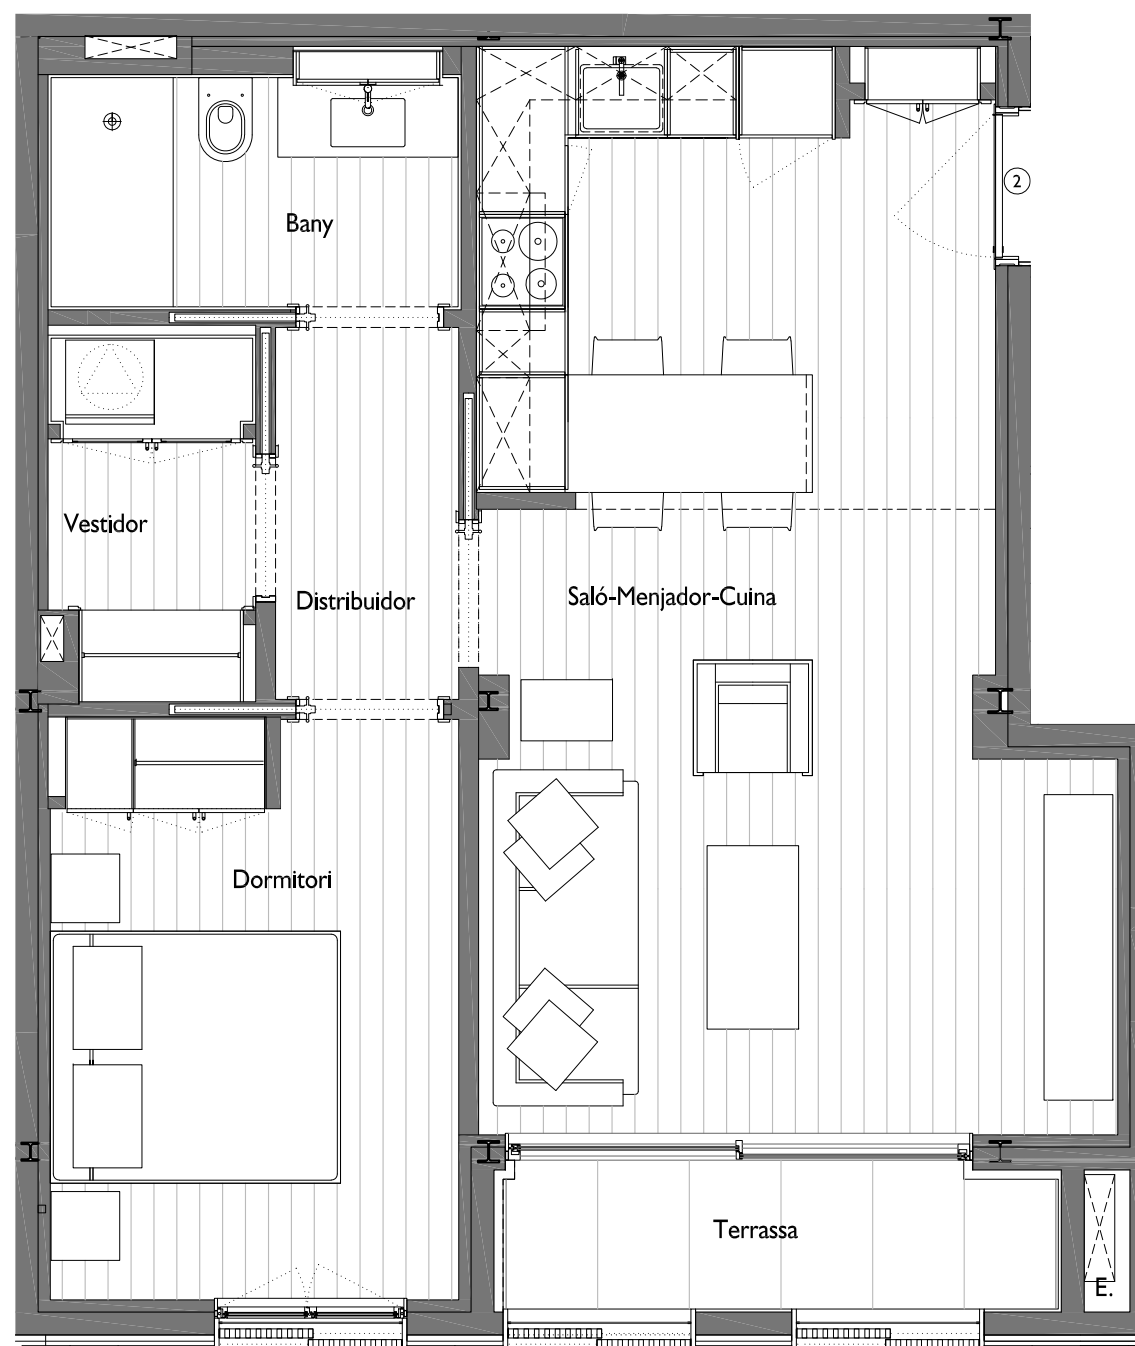 2
Bany
Vestidor
Distribuidor
Saló-Menjador-Cuina
Dormitori
Terrassa
E.